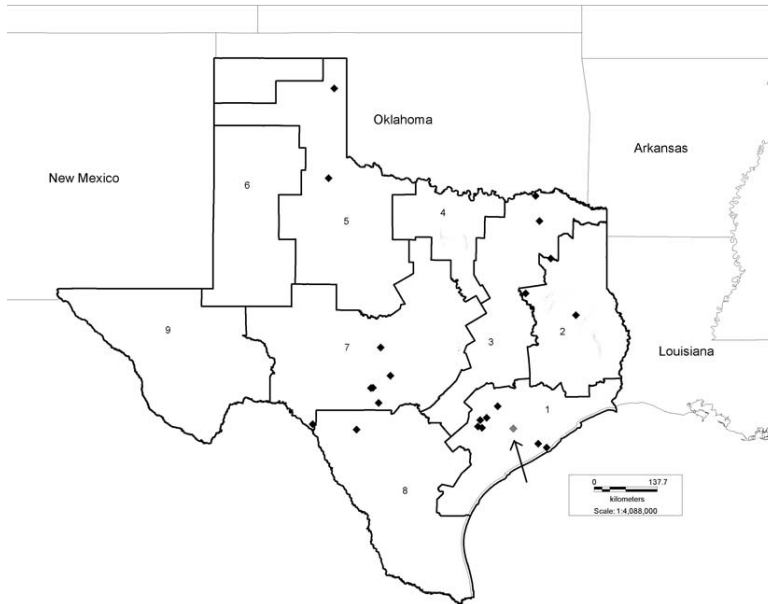 Oklahoma
Arkansas
New Mexico
6
4
5
9
7
3
2
Louisiana
1
8
0 137.7
kilometers
Scale: 1:4,088,000